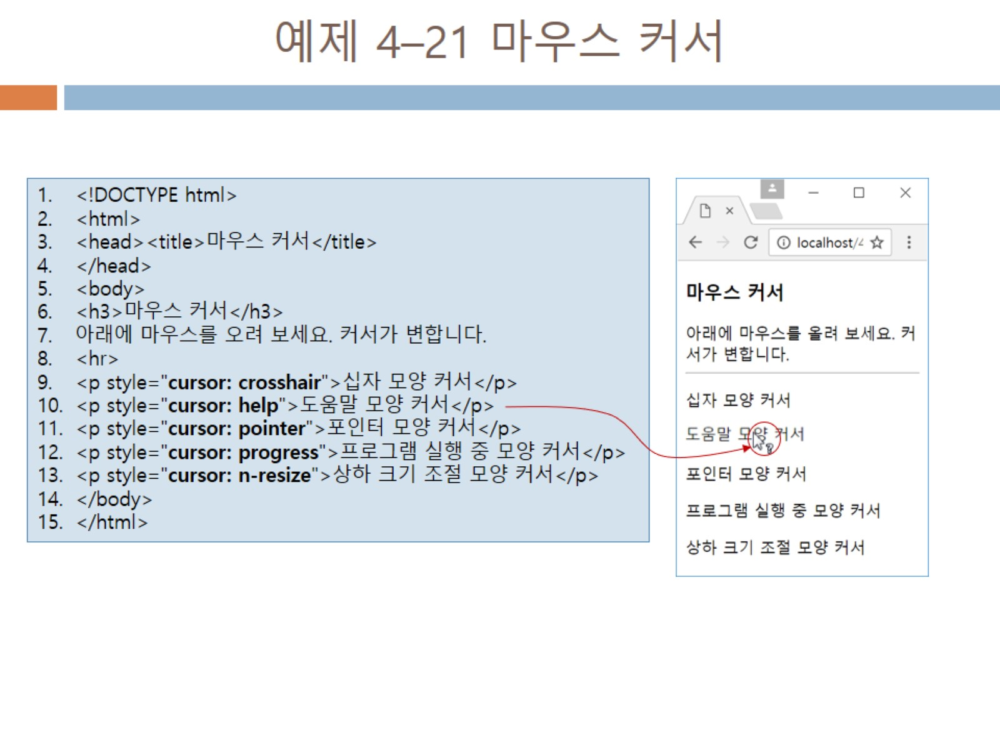 예제 4–21 마우스 커서
1. <!DOCTYPE html>
2. <html>
3. <head><title>마우스 커서</title>
4. </head>
5. <body>
6. <h3>마우스 커서</h3>
7. 아래에 마우스를 오려 보세요. 커서가 변합니다.
8. <hr>
9. <p style="cursor: crosshair">십자 모양 커서</p>
10. <p style="cursor: help">도움말 모양 커서</p>
11. <p style="cursor: pointer">포인터 모양 커서</p>
12. <p style="cursor: progress">프로그램 실행 중 모양 커서</p>
13. <p style="cursor: n-resize">상하 크기 조절 모양 커서</p>
14. </body>
15. </html>
localhost/4
마우스 커서
아래에 마우스를 올려 보세요. 커
서가 변합니다.
십자 모양 커서
도움말 모양 커서
포인터 모양 커서
프로그램 실행 중 모양 커서
상하 크기 조절 모양 커서